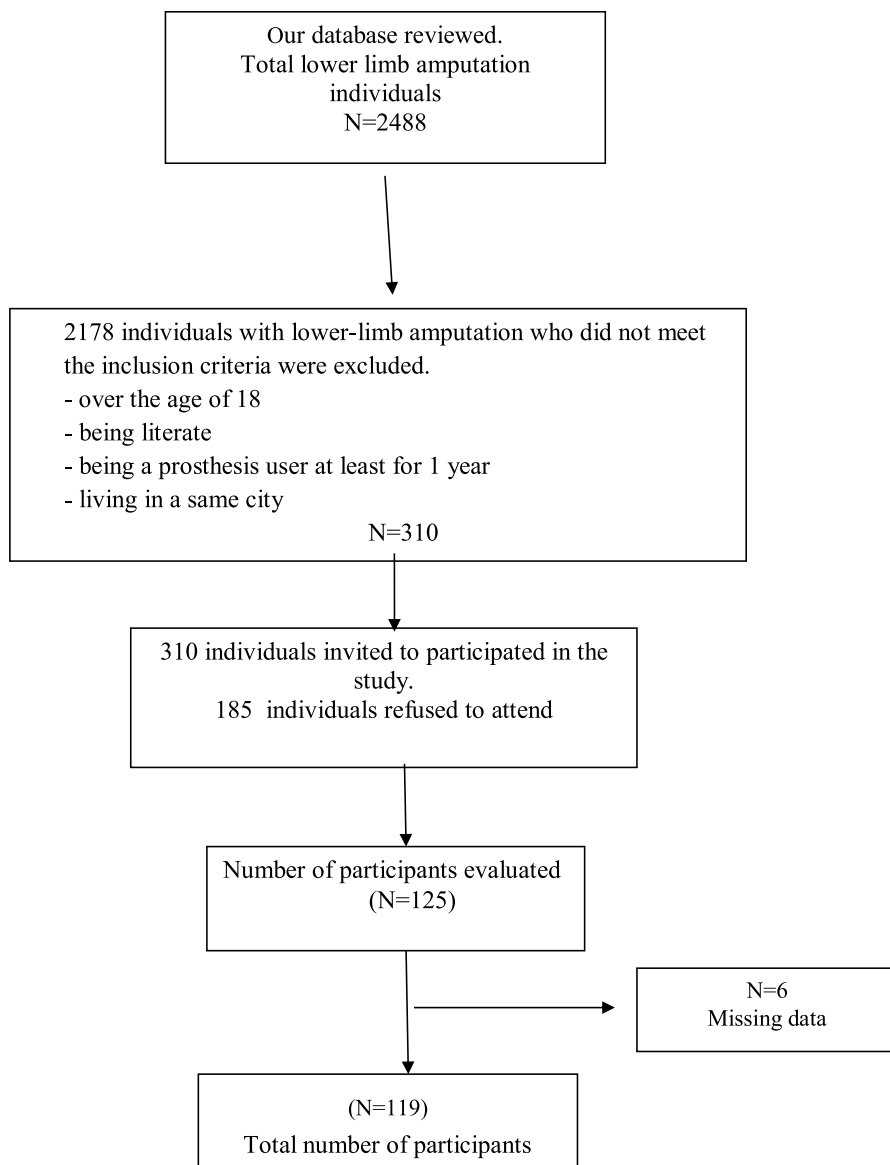 Our database reviewed.
Total lower limb amputation
individuals
N=2488
2178 individuals with lower-limb amputation who did not meet
the inclusion criteria were excluded.
- over the age of 18
- being literate
- being a prosthesis user at least for 1 year
- living in a same city
N=310
310 individuals invited to participated in the
study.
185 individuals refused to attend
Number of participants evaluated
(N=125)
N=6
Missing data
(N=119)
Total number of participants